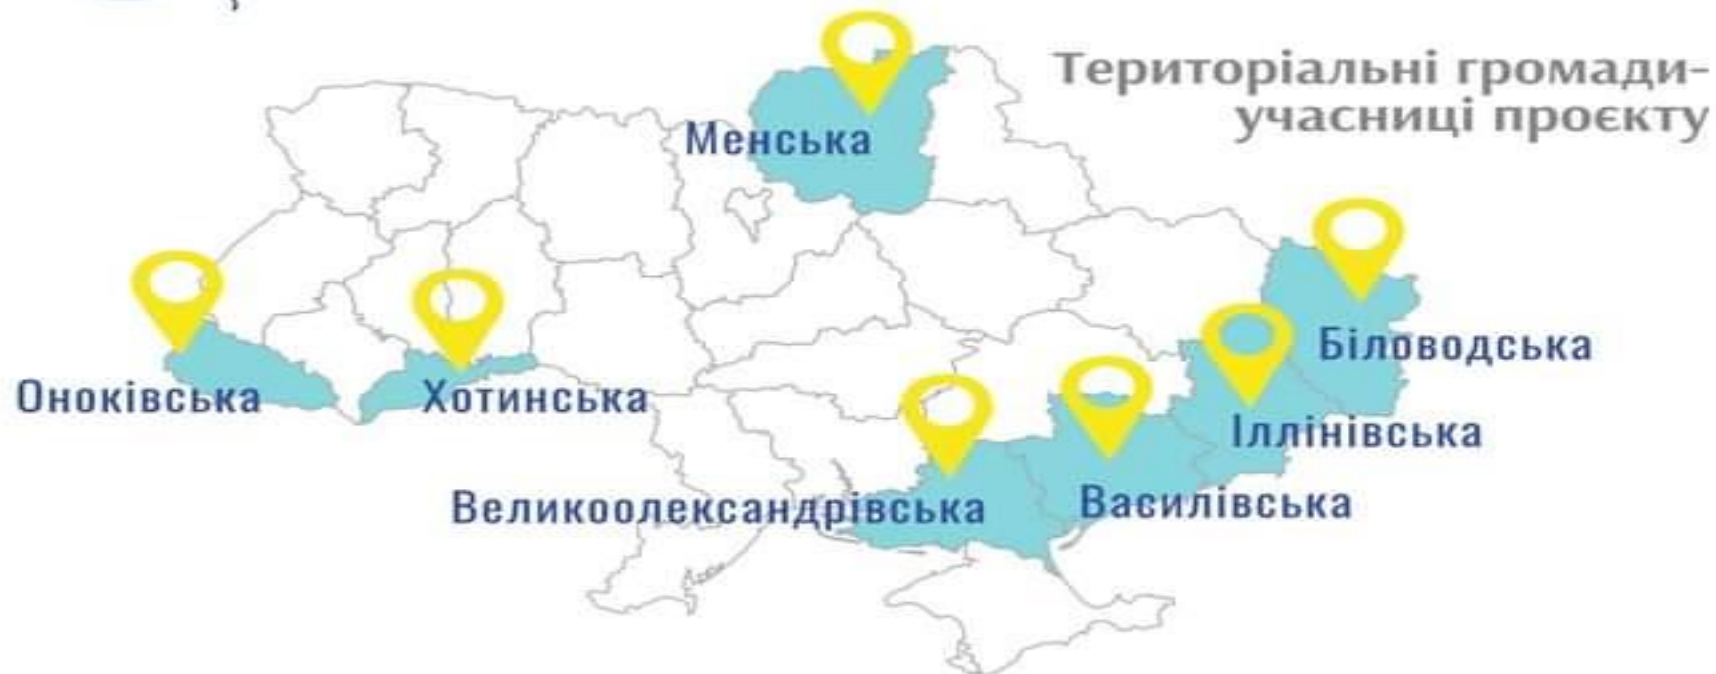 Територіальні громади-
учасниці проєкту
Менська
Біловодська
Оноківська
Хотинська
Іллінівська
Великоолександрівська
Василівська